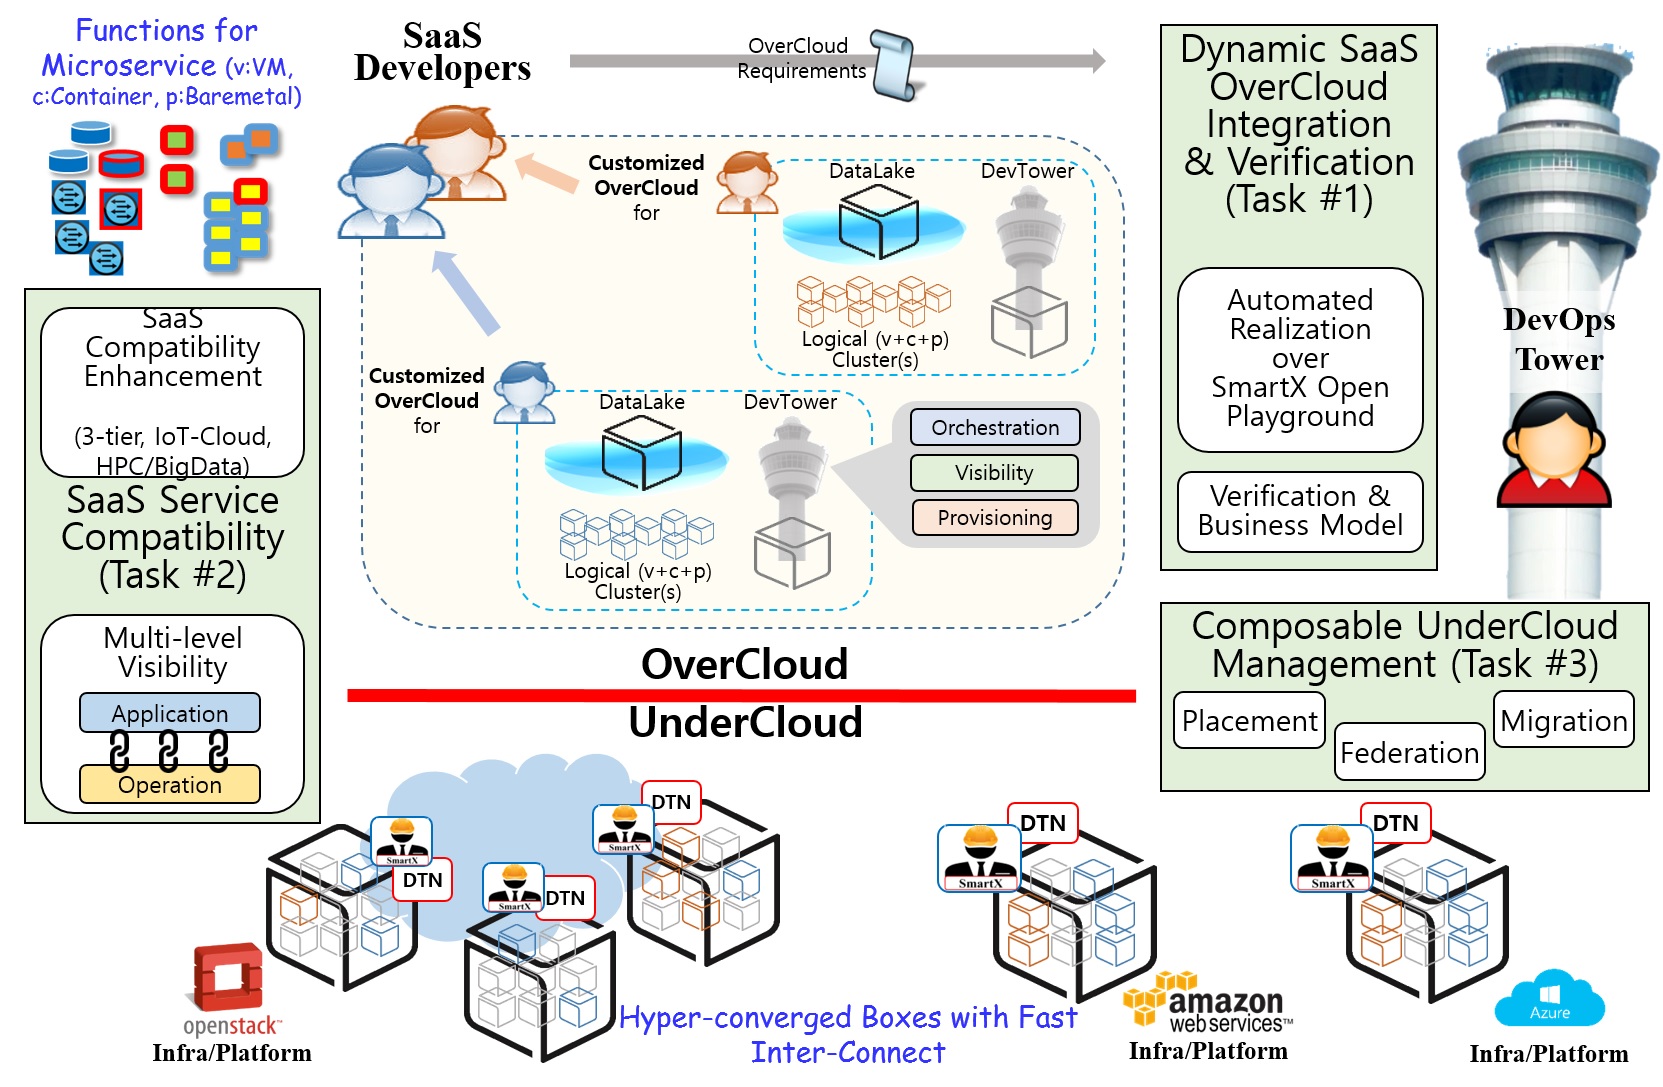 Functions for
Microservice (v:VM,
c:Container, p:Baremetal)
SaaS
Developers
OverCloud
Requirements
Dynamic SaaS
OverCloud
Integration
& Verification
(Task #1)
Automated
Realization
over
SmartX Open
Playground
Verification &
Business Model
DevOps
Tower
Customized
OverCloud
for
DataLake
DevTower
Logical (v+c+p)
Cluster(s)
Customized
OverCloud
for
DataLake
DevTower
Logical (v+c+p)
Cluster(s)
Orchestration
Visibility
Provisioning
SaaS
Compatibility
Enhancement
(3-tier, IoT-Cloud,
HPC/BigData)
SaaS Service
Compatibility
(Task #2)
Multi-level
Visibility
Application
Operation
OverCloud
UnderCloud
Composable UnderCloud
Management (Task #3)
Placement
Federation
Migration
SmartX
DTN
SmartX
DTN
SmartX
DTN
SmartX
DTN
SmartX
DTN
openstack™
Infra/Platform
Hyper-converged Boxes with Fast
Inter-Connect
amazon
web services™
Infra/Platform
Azure
Infra/Platform